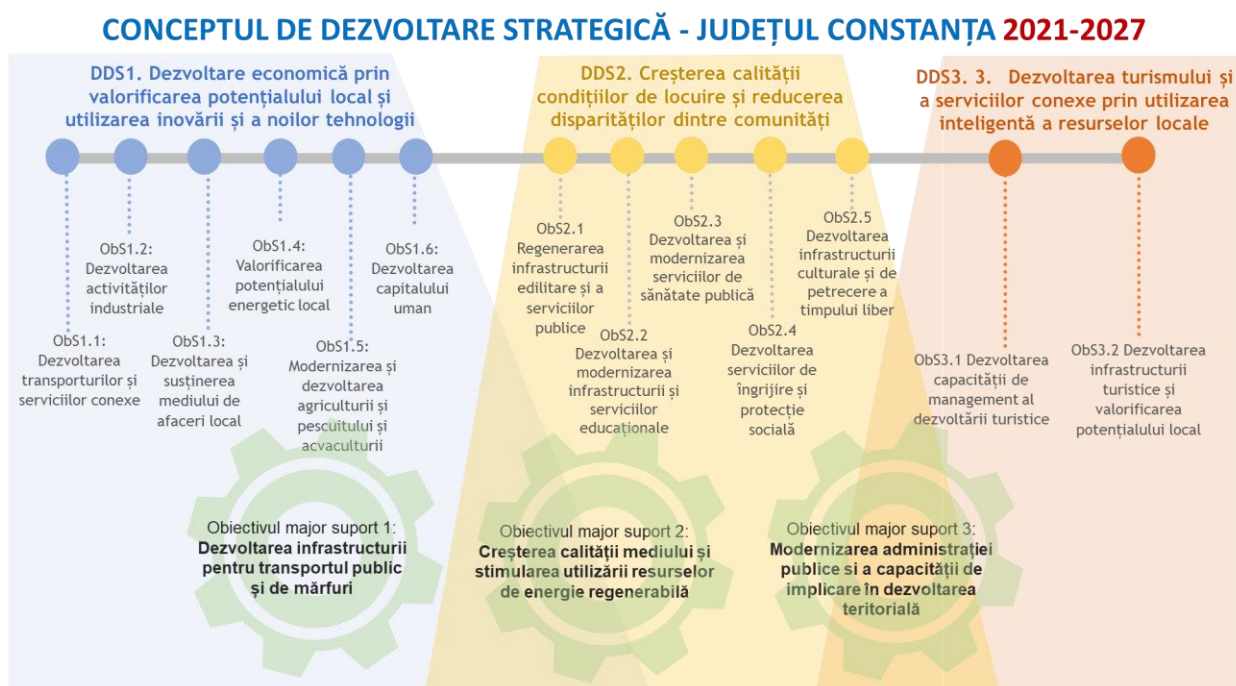 CONCEPTUL DE DEZVOLTARE STRATEGICĂ - JUDEȚUL CONSTANȚA 2021-2027
DDS1. Dezvoltare economică prin
valorificarea potențialului local și
utilizarea inovării și a noilor tehnologii
ObS1.1:
Dezvoltarea
transporturilor și
serviciilor conexe
ObS1.2:
Dezvoltarea
activităților
industriale
ObS1.3:
Dezvoltarea și
susținerea
mediului de
afaceri local
ObS1.4:
Valorificarea
potențialului
energetic local
ObS1.5:
Modernizarea și
dezvoltarea
agriculturii și
pescuitului și
acvaculturii
ObS1.6:
Dezvoltarea
capitalului
uman
DDS2. Creșterea calității
condițiilor de locuire și reducerea
disparităților dintre comunități
ObS2.1
Regenerarea
infrastructurii
edilitare și a
serviciilor
publice
ObS2.2
Dezvoltarea și
modernizarea
infrastructurii și
serviciilor
educaționale
ObS2.3
Dezvoltarea și
modernizarea
serviciilor de
sănătate publică
ObS2.4
Dezvoltarea
serviciilor de
îngrijire și
protecție
socială
ObS2.5
Dezvoltarea
infrastructurii
culturale și de
petrecere a
timpului liber
DDS3. 3. Dezvoltarea turismului și
a serviciilor conexe prin utilizarea
inteligentă a resurselor locale
ObS3.1 Dezvoltarea
capacității de
management al
dezvoltării turistice
ObS3.2 Dezvoltarea
infrastructurii
turistice și
valorificarea
potențialului local
Obiectivul major suport 1:
Dezvoltarea infrastructurii
pentru transportul public
și de mărfuri
Obiectivul major suport 2:
Creșterea calității mediului și
stimularea utilizării resurselor
de energie regenerabilă
Obiectivul major suport 3:
Modernizarea administrației
publice si a capacității de
implicare în dezvoltarea
teritorială